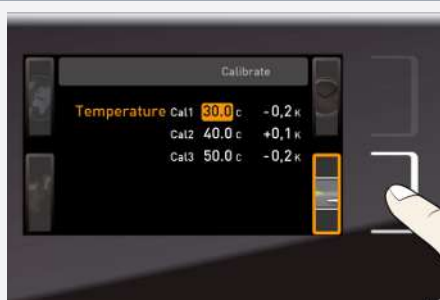 Calibrate
Temperature Cal1 30.0 c -0,2 K
Cal2 40.0 c +0,1 K
Cal3 50.0 c -0,2 K